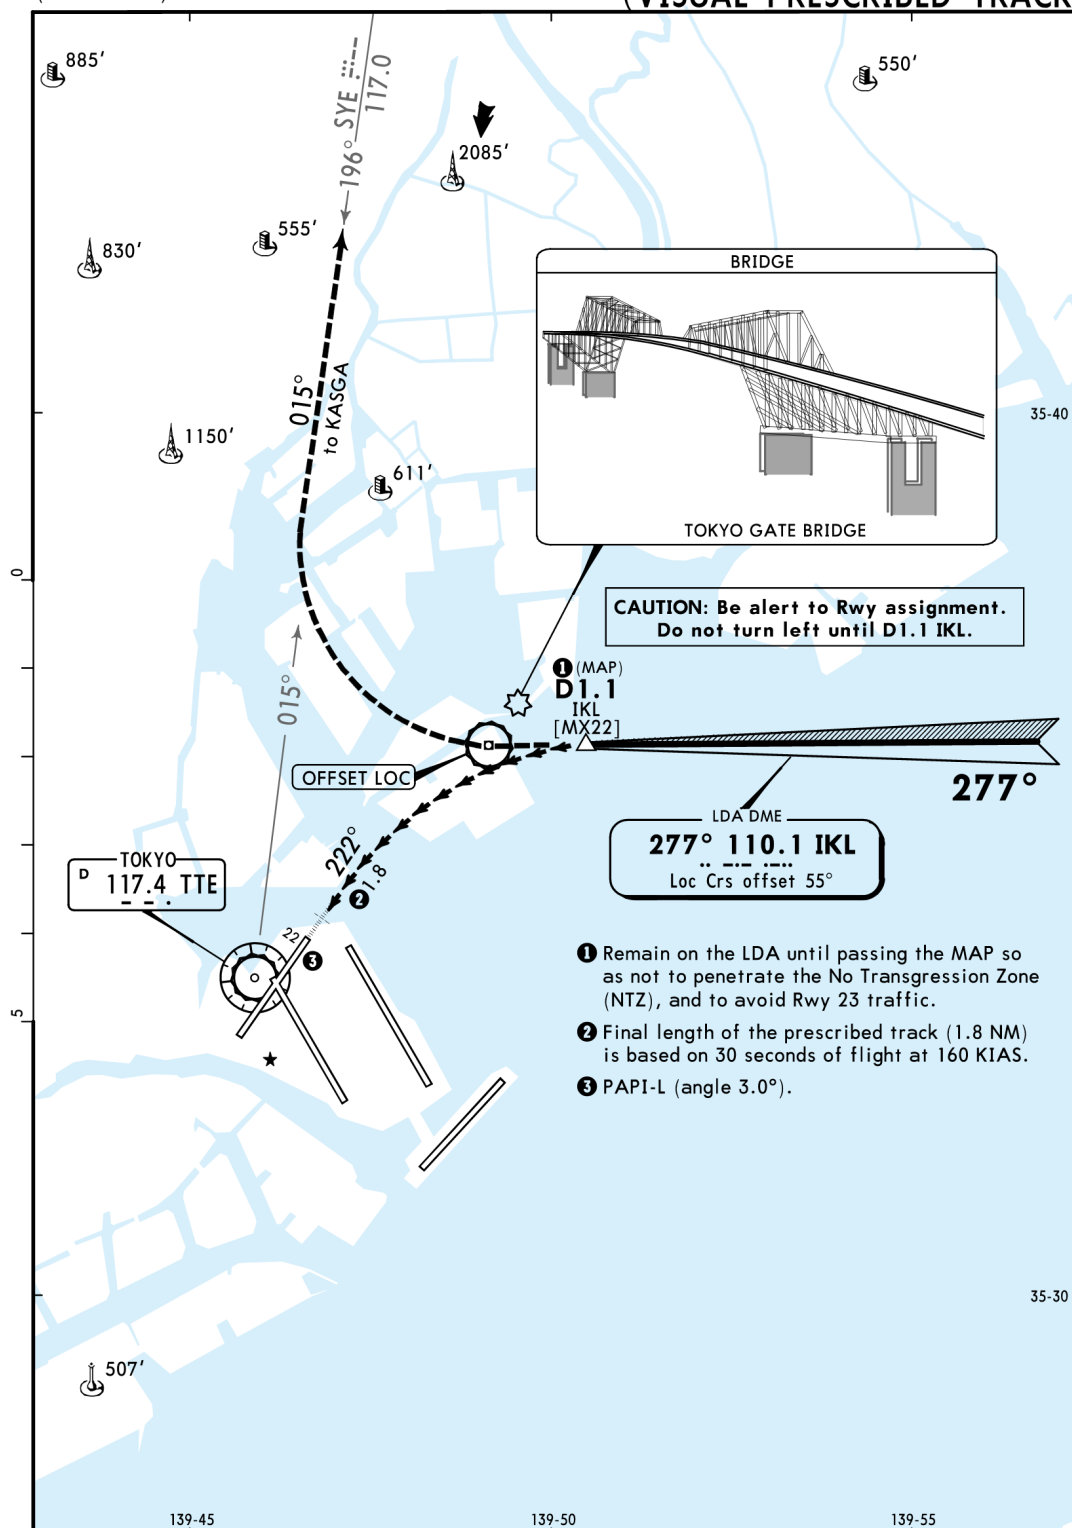 (VISUAL PRESCRIBED TRACK
885'
550'
196° SYE
117.0
2085'
555'
830'
BRIDGE
TOKYO GATE BRIDGE
015°
to KASGA
35-40
1150'
611'
0
CAUTION: Be alert to Rwy assignment.
Do not turn left until D1.1 IKL.
1 (MAP)
D1.1
IKL
[MX22]
015°
OFFSET LOC
277°
LDA DME
277° 110.1 IKL
Loc Crs offset 55°
222°
2 1.8
TOKYO
D 117.4 TTE
22
3
1 Remain on the LDA until passing the MAP so
as not to penetrate the No Transgression Zone
(NTZ), and to avoid Rwy 23 traffic.
2 Final length of the prescribed track (1.8 NM)
is based on 30 seconds of flight at 160 KIAS.
3 PAPI-L (angle 3.0°).
5
35-30
507'
139-45
139-50
139-55